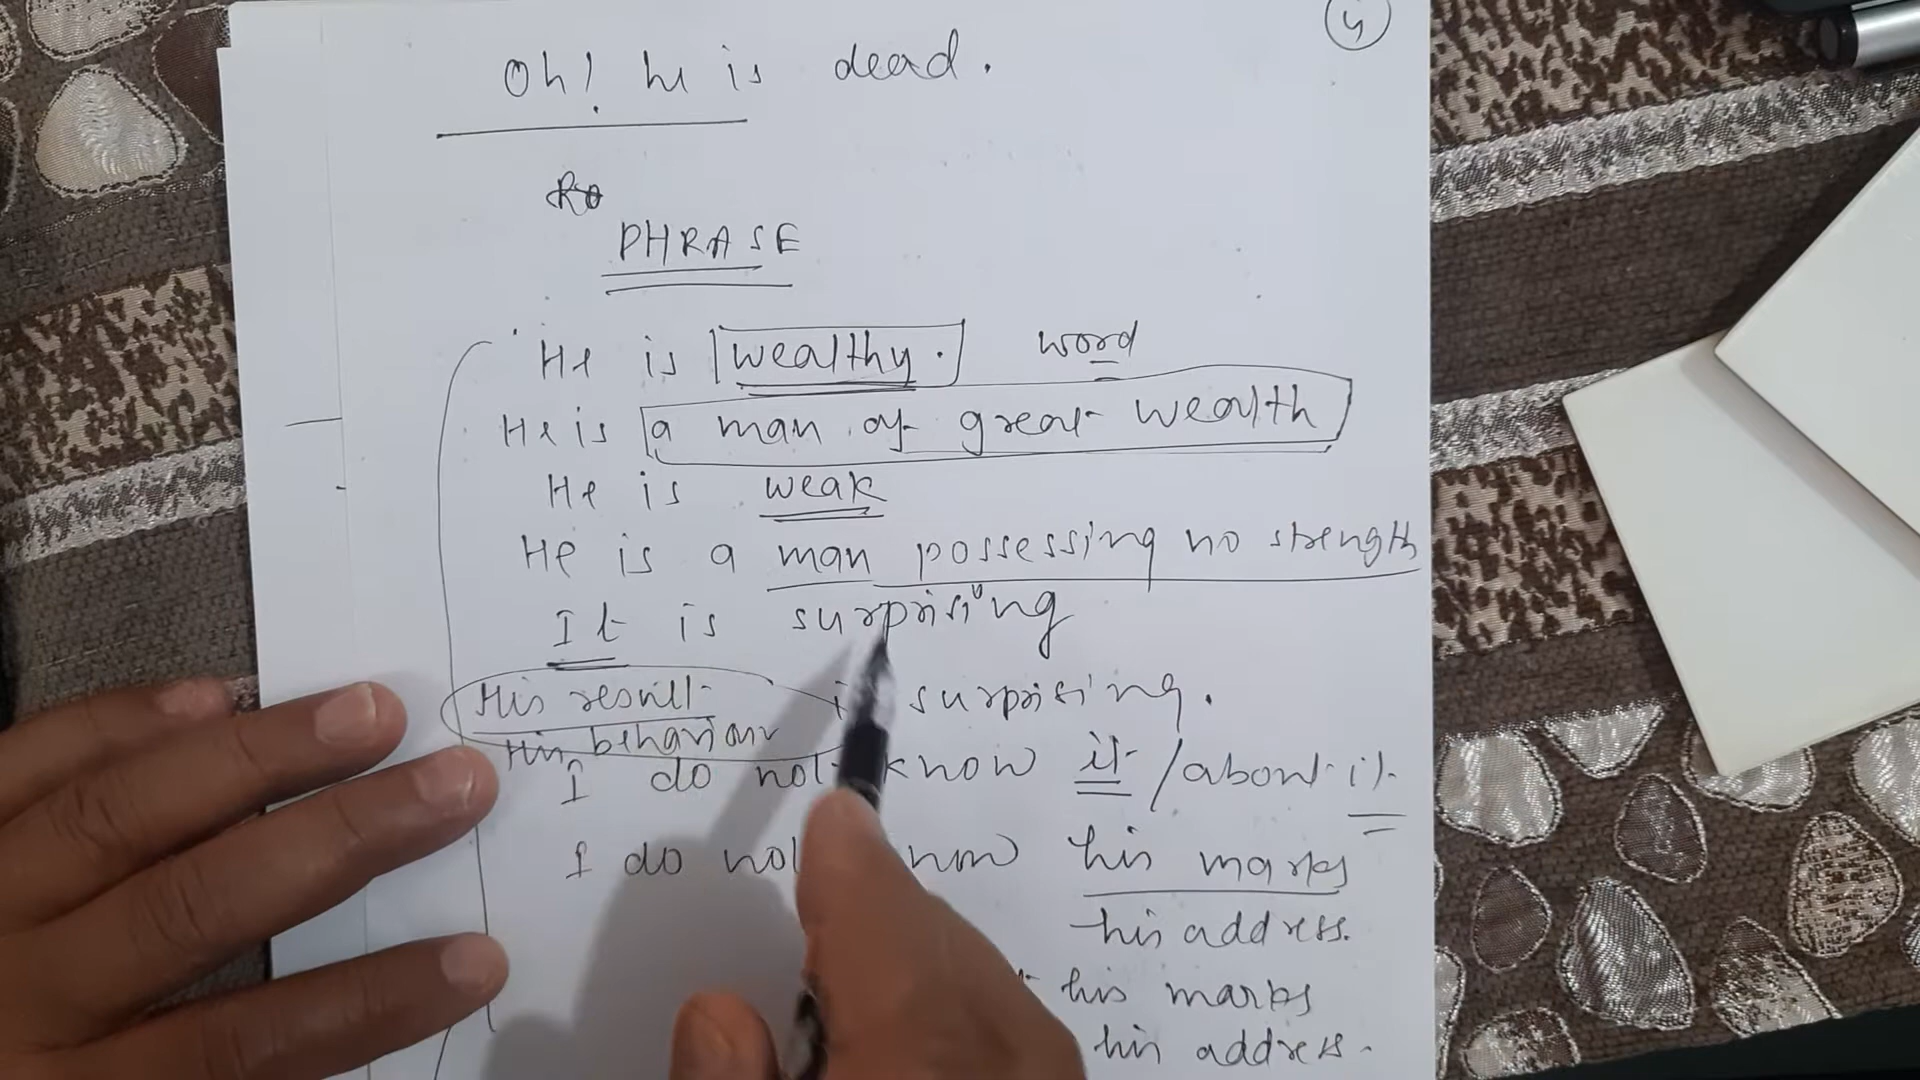 4
Oh! he is dead.
PHRASE
He is wealthy. word
He is a man of great wealth
He is weak
He is a man possessing no strength
It is surprising
His result surprising.
His behaviour
I do not know it / about it
I do not his marks
his address.
his marks
his address.